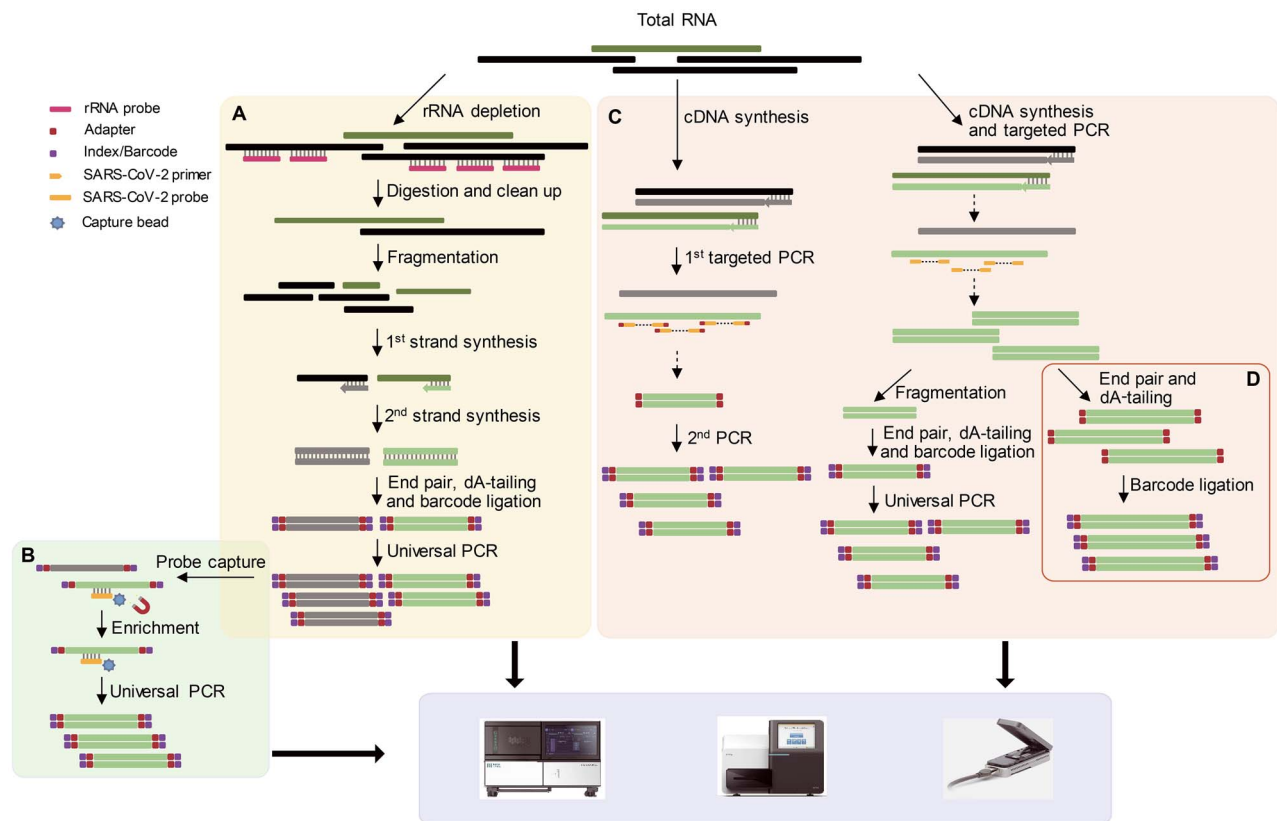 Total RNA
rRNA probe
Adapter
Index/Barcode
SARS-CoV-2 primer
SARS-CoV-2 probe
Capture bead
A
rRNA depletion
Digestion and clean up
Fragmentation
1st strand synthesis
2nd strand synthesis
End pair, dA-tailing
and barcode ligation
Universal PCR
B
Probe capture
Enrichment
Universal PCR
C
cDNA synthesis
1st targeted PCR
2nd PCR
cDNA synthesis
and targeted PCR
Fragmentation
End pair, dA-tailing
and barcode ligation
Universal PCR
D
End pair and
dA-tailing
Barcode ligation